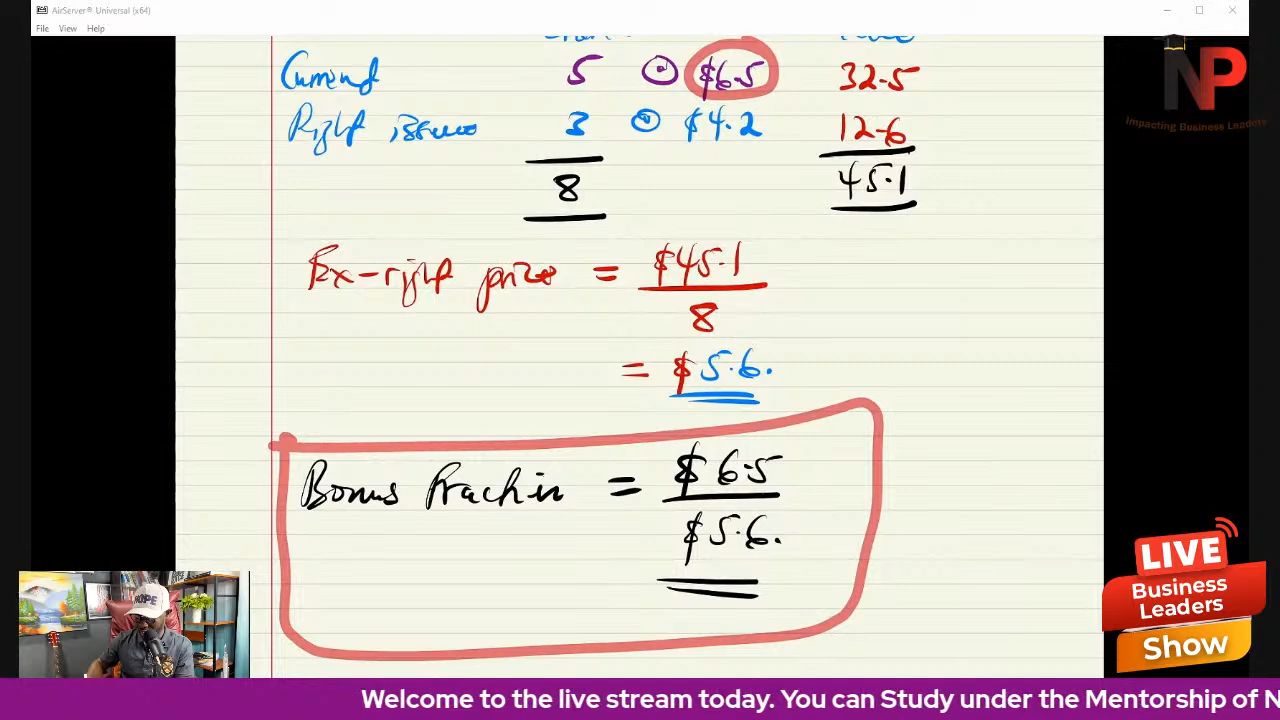 AirServer® Universal (x64)
File View Help
Current 5 $6.5 32.5
Right issue 3 $4.2 12.6
8 45.1
Ex-right price = $45.1
8
= $5.6.
Bonus fraction = $6.5
$5.6.
NP
Impacting Business Leaders
HOPE
LIVE
Business
Leaders
Show
Welcome to the live stream today. You can Study under the Mentorship of N